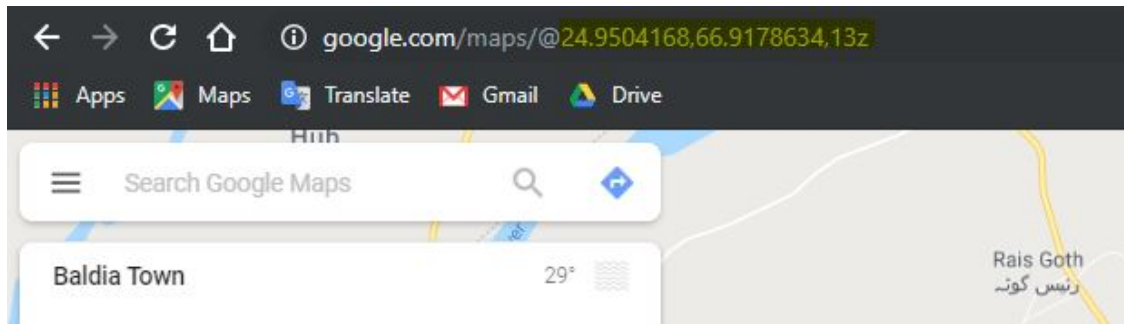 google.com/maps/@24.9504168,66.9178634,13z
Apps Maps Translate Gmail Drive
Hub
Search Google Maps
Baldia Town 29°
Rais Goth
رئیس گوٹہ